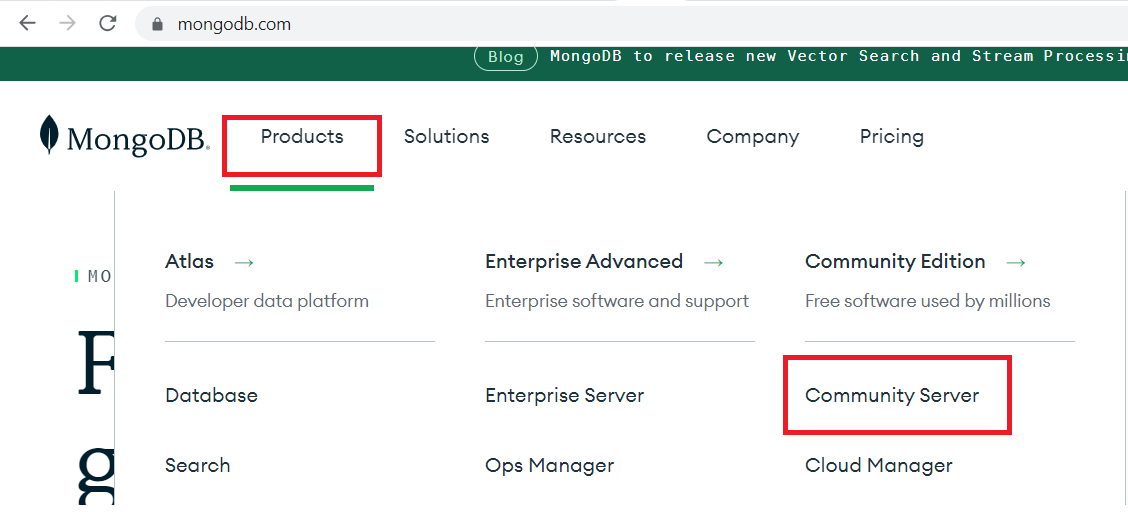 mongodb.com
Blog MongoDB to release new Vector Search and Stream
MongoDB.
Products Solutions Resources Company Pricing
Atlas → Enterprise Advanced → Community Edition →
Developer data platform Enterprise software and support Free software used by millions
Database Enterprise Server Community Server
Search Ops Manager Cloud Manager